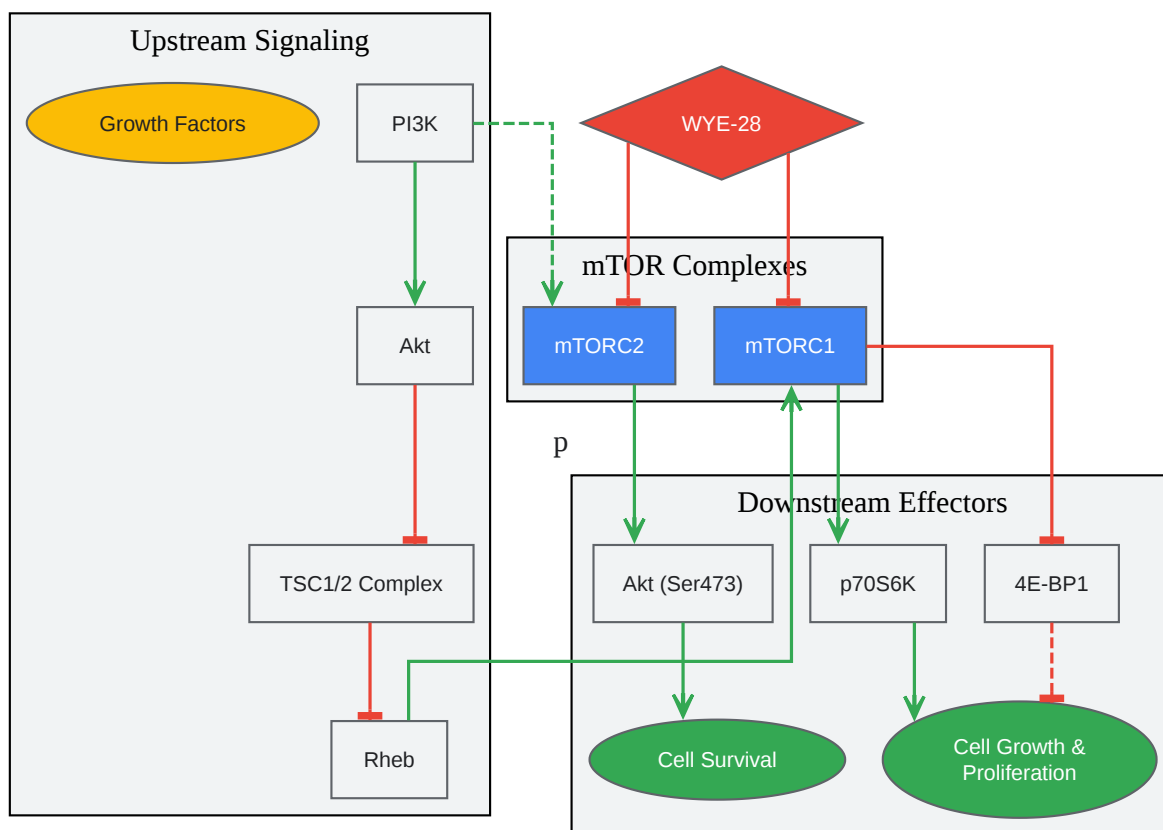 Upstream Signaling
Growth Factors
PI3K
WYE-28
mTOR Complexes
Akt
mTORC2
mTORC1
p
Downstream Effectors
TSC1/2 Complex
Akt (Ser473)
p70S6K
4E-BP1
Rheb
Cell Survival
Cell Growth &
Proliferation